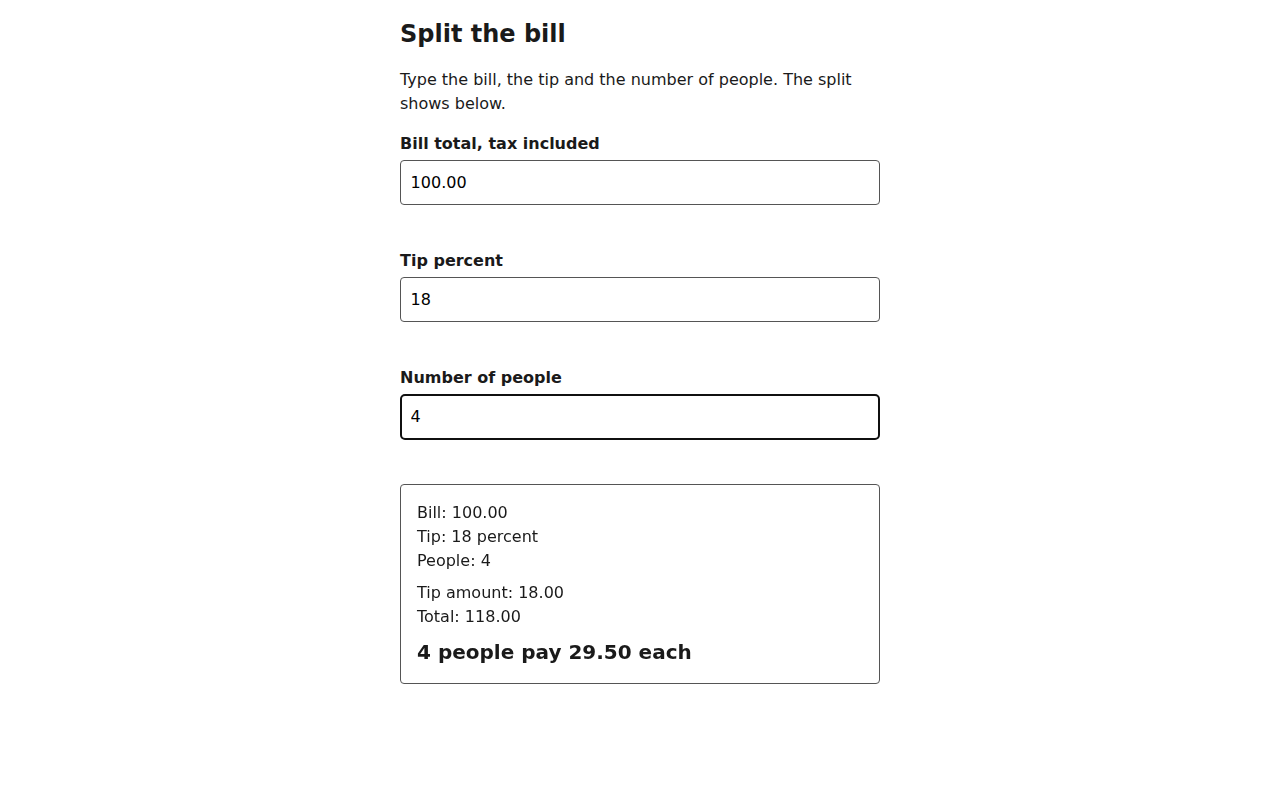 Split the bill
Type the bill, the tip and the number of people. The split
shows below.
Bill total, tax included
100.00
Tip percent
18
Number of people
4
Bill: 100.00
Tip: 18 percent
People: 4
Tip amount: 18.00
Total: 118.00
4 people pay 29.50 each